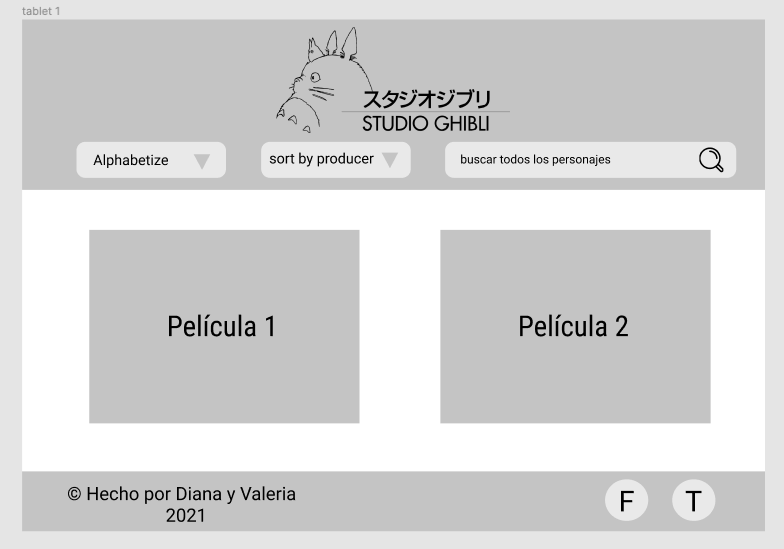 tablet 1
スタジオジブリ
STUDIO GHIBLI
Alphabetize
sort by producer
buscar todos los personajes
Película 1
Película 2
© Hecho por Diana y Valeria
2021
F
T